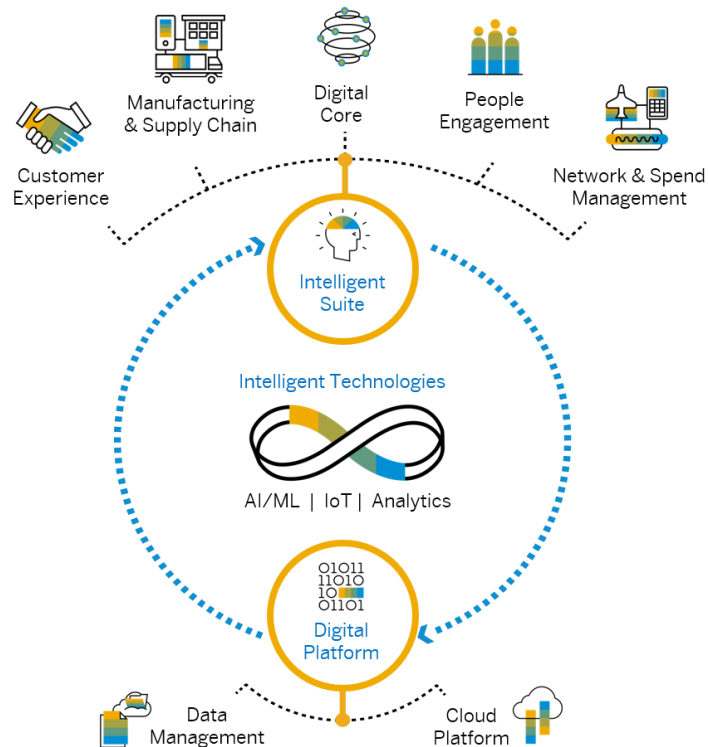 Customer
Experience
Manufacturing
& Supply Chain
Digital
Core
People
Engagement
Network & Spend
Management
Intelligent
Suite
Intelligent Technologies
AI/ML | IoT | Analytics
01011
11010
10
01101
Digital
Platform
Data
Management
Cloud
Platform